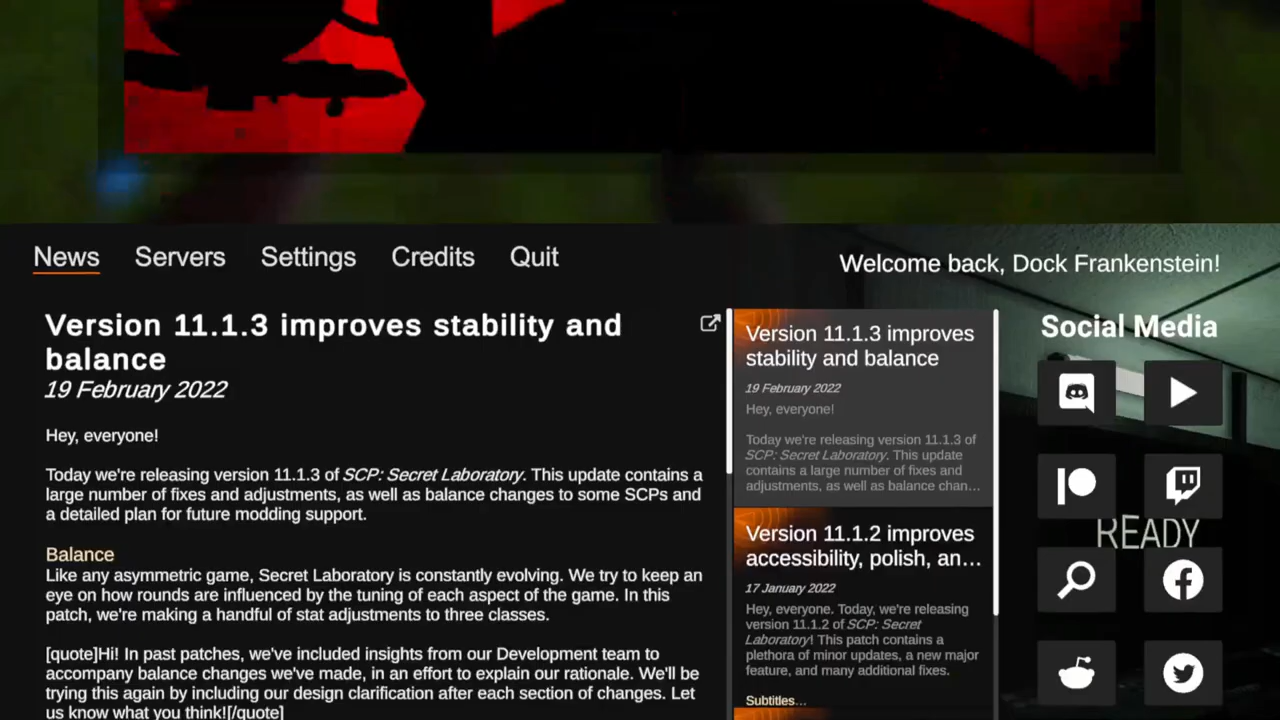 News Servers Settings Credits Quit
Welcome back, Dock Frankenstein!
Version 11.1.3 improves stability and
balance
19 February 2022
Hey, everyone!
Today we're releasing version 11.1.3 of SCP: Secret Laboratory. This update contains a
large number of fixes and adjustments, as well as balance changes to some SCPs and
a detailed plan for future modding support.
Balance
Like any asymmetric game, Secret Laboratory is constantly evolving. We try to keep an
eye on how rounds are influenced by the tuning of each aspect of the game. In this
patch, we're making a handful of stat adjustments to three classes.
[quote]Hi! In past patches, we've included insights from our Development team to
accompany balance changes we've made, in an effort to explain our rationale. We'll be
trying this again by including our design clarification after each section of changes. Let
us know what you think![/quote]
Version 11.1.3 improves
stability and balance
19 February 2022
Hey, everyone!
Today we're releasing version 11.1.3 of
SCP: Secret Laboratory. This update
contains a large number of fixes and
adjustments, as well as balance chan…
Version 11.1.2 improves
accessibility, polish, an…
17 January 2022
Hey, everyone. Today, we're releasing
version 11.1.2 of SCP: Secret
Laboratory! This patch contains a
plethora of minor updates, a new major
feature, and many additional fixes.
Subtitles…
Social Media
READY